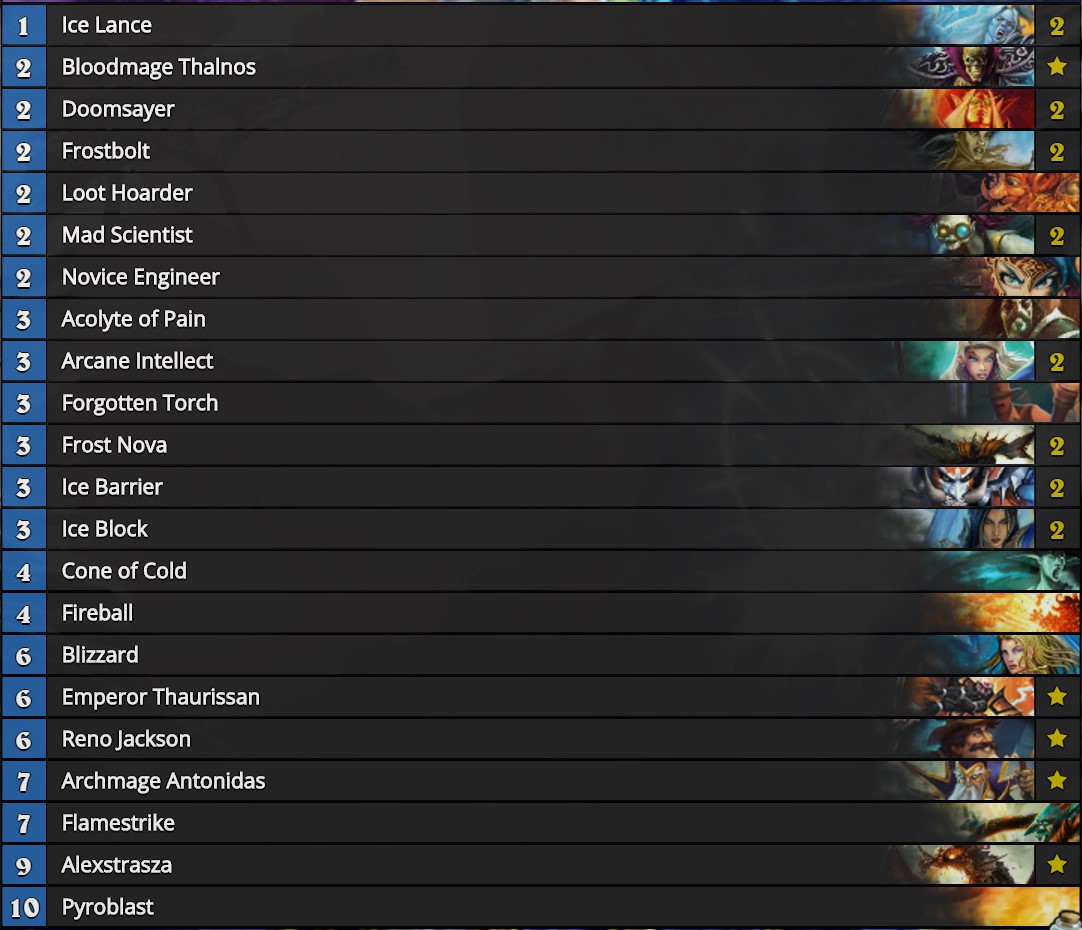 1 Ice Lance 2
2 Bloodmage Thalnos
2 Doomsayer 2
2 Frostbolt 2
2 Loot Hoarder
2 Mad Scientist 2
2 Novice Engineer
3 Acolyte of Pain
3 Arcane Intellect 2
3 Forgotten Torch
3 Frost Nova 2
3 Ice Barrier 2
3 Ice Block 2
4 Cone of Cold
4 Fireball
6 Blizzard
6 Emperor Thaurissan
6 Reno Jackson
7 Archmage Antonidas
7 Flamestrike
9 Alexstrasza
10 Pyroblast